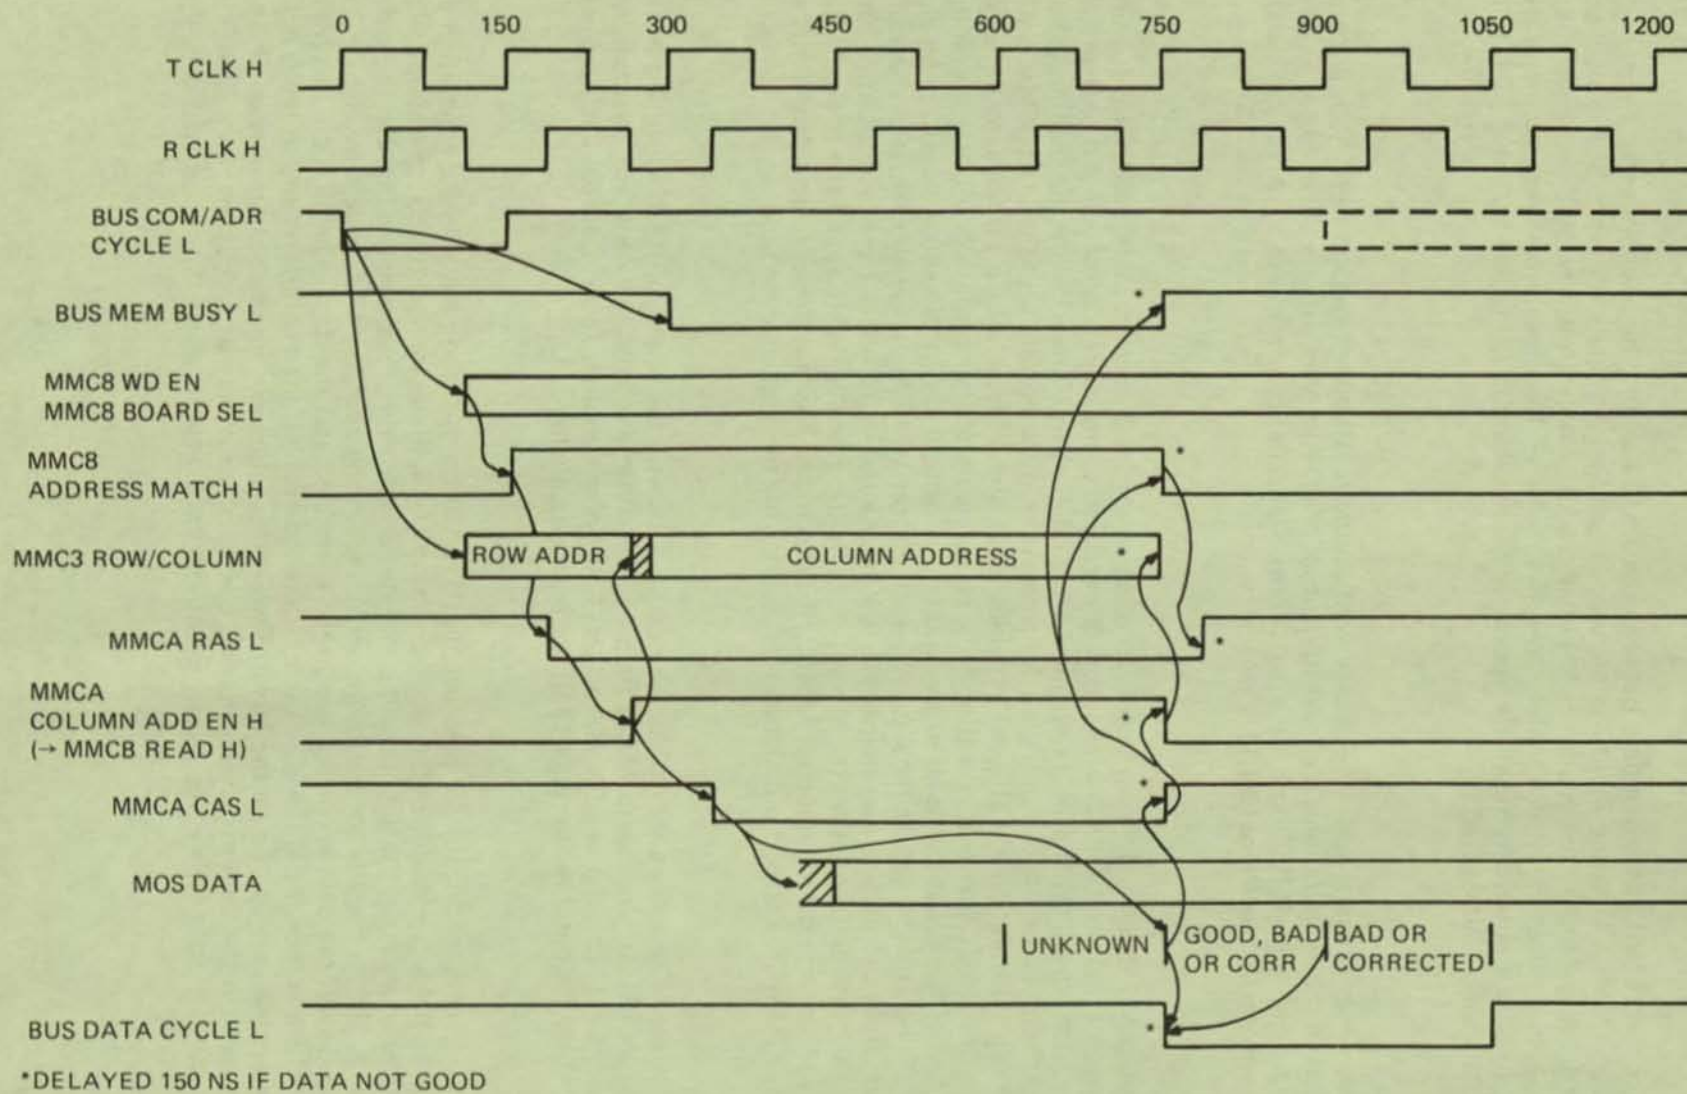 0 150 300 450 600 750 900 1050 1200
T CLK H
R CLK H
BUS COM/ADR
CYCLE L
BUS MEM BUSY L
*
MMC8 WD EN
MMC8 BOARD SEL
MMC8
ADDRESS MATCH H
*
MMC3 ROW/COLUMN
ROW ADDR
COLUMN ADDRESS
*
MMCA RAS L
*
MMCA
COLUMN ADD EN H
(→ MMCB READ H)
*
MMCA CAS L
*
MOS DATA
UNKNOWN
GOOD, BAD
OR CORR
BAD OR
CORRECTED
BUS DATA CYCLE L
*
*DELAYED 150 NS IF DATA NOT GOOD